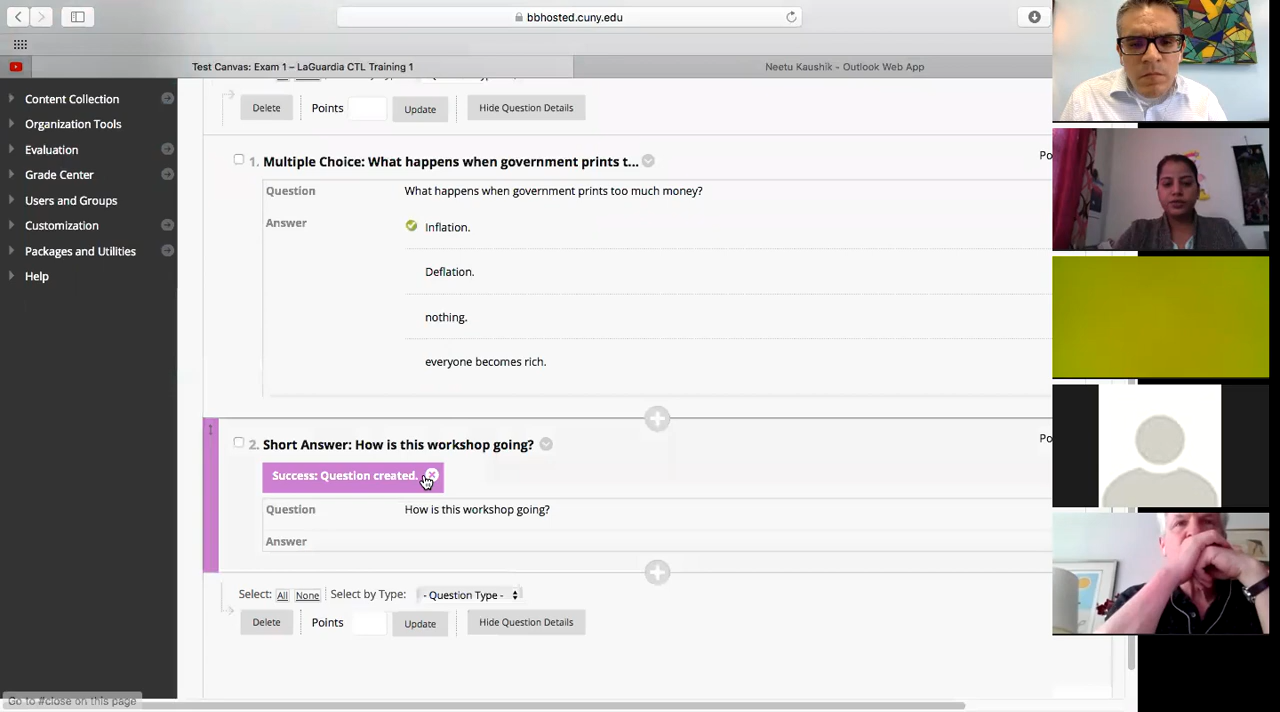 bbhosted.cuny.edu
Test Canvas: Exam 1 – LaGuardia CTL Training 1
Neetu Kaushik - Outlook Web App
Content Collection
Organization Tools
Evaluation
Grade Center
Users and Groups
Customization
Packages and Utilities
Help
Delete Points Update Hide Question Details
1. Multiple Choice: What happens when government prints t...
Po
Question What happens when government prints too much money?
Answer Inflation.
Deflation.
nothing.
everyone becomes rich.
2. Short Answer: How is this workshop going?
Po
Success: Question created.
Question How is this workshop going?
Answer
Select: All None Select by Type: - Question Type -
Delete Points Update Hide Question Details
Go to #close on this page